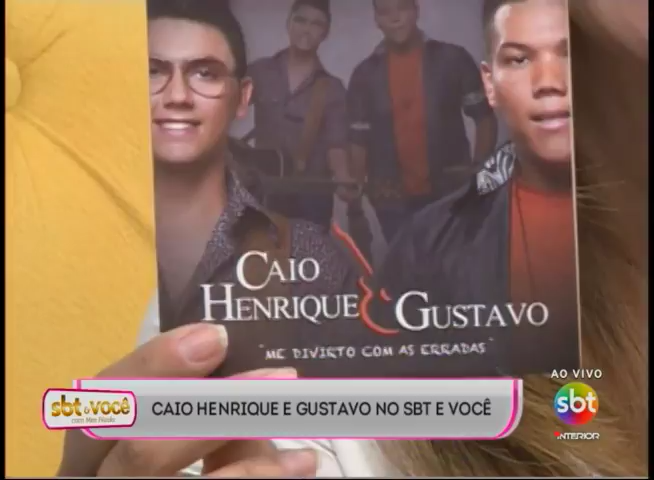 CAIO
HENRIQUE & GUSTAVO
"ME DIVIRTO COM AS ERRADAS"
AO VIVO
sbt & você
CAIO HENRIQUE E GUSTAVO NO SBT E VOCÊ
sbt
INTERIOR